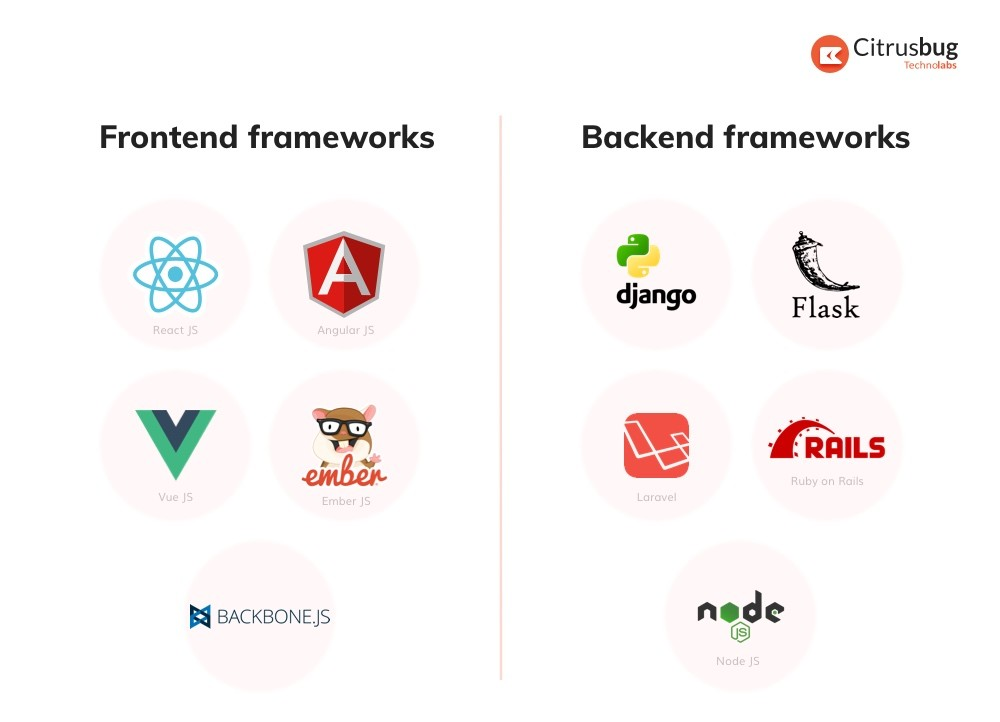 Citrusbug
Technolabs
Frontend frameworks
React JS
Angular JS
Vue JS
ember
Ember JS
BACKBONE.JS
Backend frameworks
django
Flask
Laravel
RAILS
Ruby on Rails
node
JS
Node JS